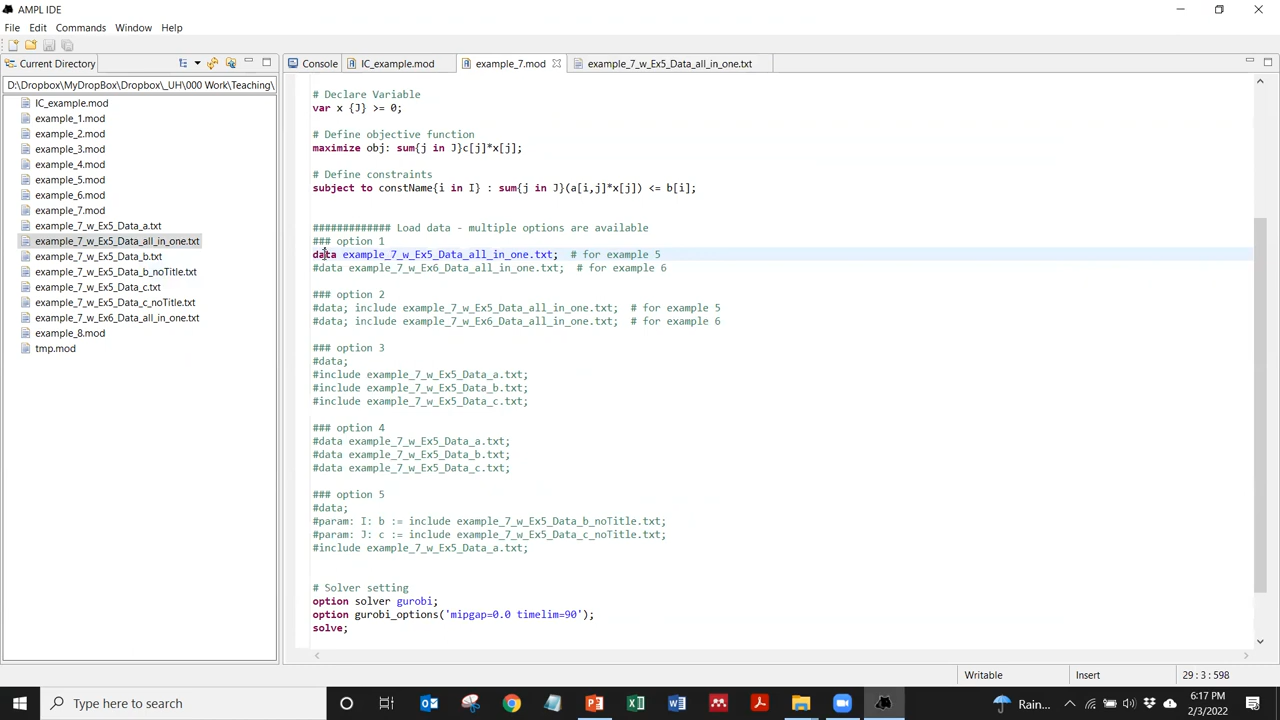 AMPL IDE
File Edit Commands Window Help
Current Directory
Console IC_example.mod example_7.mod example_7_w_Ex5_Data_all_in_one.txt
D:\Dropbox\MyDropBox\Dropbox\_UH\000 Work\Teaching\
IC_example.mod
example_1.mod
example_2.mod
example_3.mod
example_4.mod
example_5.mod
example_6.mod
example_7.mod
example_7_w_Ex5_Data_a.txt
example_7_w_Ex5_Data_all_in_one.txt
example_7_w_Ex5_Data_b.txt
example_7_w_Ex5_Data_b_noTitle.txt
example_7_w_Ex5_Data_c.txt
example_7_w_Ex5_Data_c_noTitle.txt
example_7_w_Ex6_Data_all_in_one.txt
example_8.mod
tmp.mod
# Declare Variable
var x {J} >= 0;
# Define objective function
maximize obj: sum{j in J}c[j]*x[j];
# Define constraints
subject to constName{i in I} : sum{j in J}(a[i,j]*x[j]) <= b[i];
############# Load data - multiple options are available
### option 1
data example_7_w_Ex5_Data_all_in_one.txt; # for example 5
#data example_7_w_Ex6_Data_all_in_one.txt; # for example 6
### option 2
#data; include example_7_w_Ex5_Data_all_in_one.txt; # for example 5
#data; include example_7_w_Ex6_Data_all_in_one.txt; # for example 6
### option 3
#data;
#include example_7_w_Ex5_Data_a.txt;
#include example_7_w_Ex5_Data_b.txt;
#include example_7_w_Ex5_Data_c.txt;
### option 4
#data example_7_w_Ex5_Data_a.txt;
#data example_7_w_Ex5_Data_b.txt;
#data example_7_w_Ex5_Data_c.txt;
### option 5
#data;
#param: I: b := include example_7_w_Ex5_Data_b_noTitle.txt;
#param: J: c := include example_7_w_Ex5_Data_c_noTitle.txt;
#include example_7_w_Ex5_Data_a.txt;
# Solver setting
option solver gurobi;
option gurobi_options('mipgap=0.0 timelim=90');
solve;
Writable Insert 29 : 3 : 598
Type here to search
Rain...
6:17 PM
2/3/2022